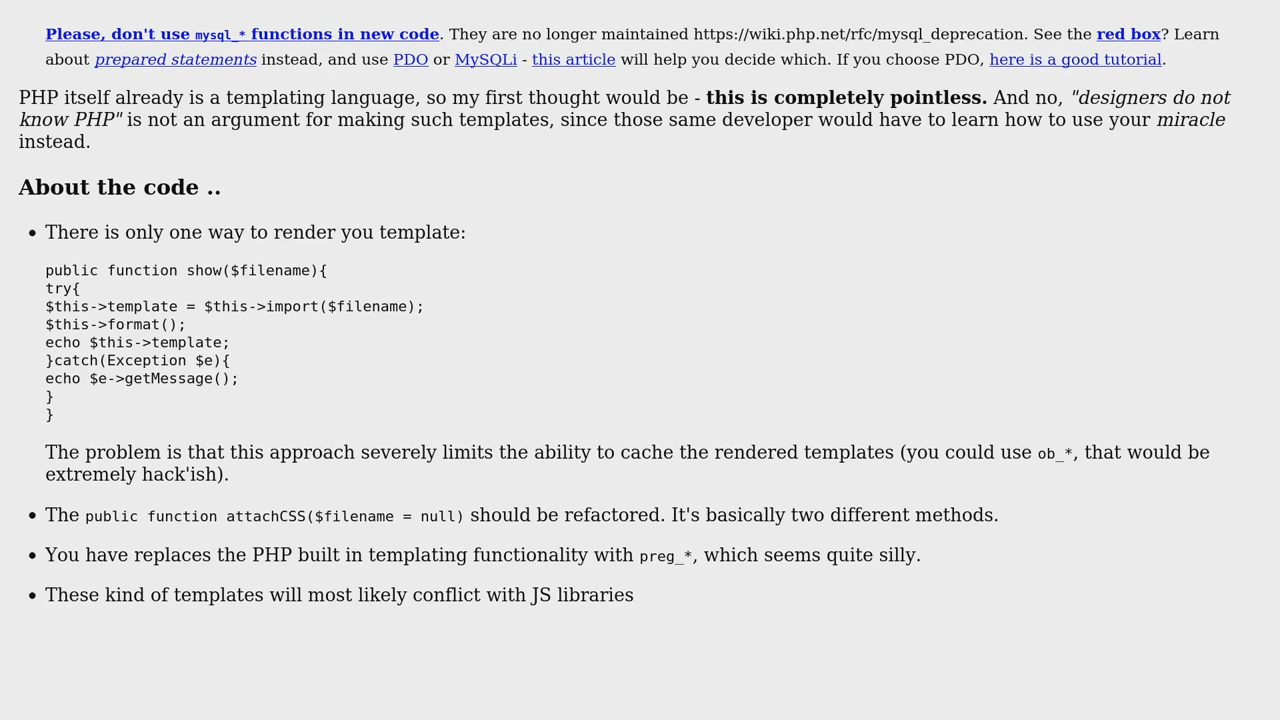 Please, don't use mysql_* functions in new code. They are no longer maintained https://wiki.php.net/rfc/mysql_deprecation. See the red box? Learn
about prepared statements instead, and use PDO or MySQLi - this article will help you decide which. If you choose PDO, here is a good tutorial.
PHP itself already is a templating language, so my first thought would be - this is completely pointless. And no, "designers do not
know PHP" is not an argument for making such templates, since those same developer would have to learn how to use your miracle
instead.
About the code ..
• There is only one way to render you template:
public function show($filename){
try{
$this->template = $this->import($filename);
$this->format();
echo $this->template;
}catch(Exception $e){
echo $e->getMessage();
}
}
The problem is that this approach severely limits the ability to cache the rendered templates (you could use ob_*, that would be
extremely hack'ish).
• The public function attachCSS($filename = null) should be refactored. It's basically two different methods.
• You have replaces the PHP built in templating functionality with preg_*, which seems quite silly.
• These kind of templates will most likely conflict with JS libraries